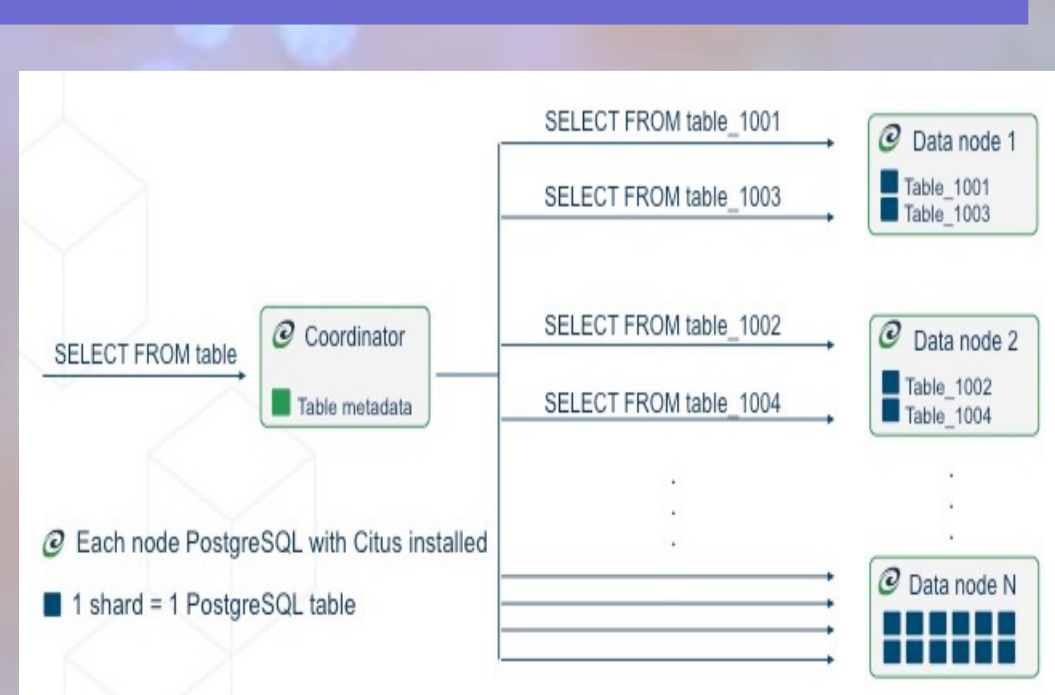 SELECT FROM table
Coordinator
Table metadata
SELECT FROM table_1001
SELECT FROM table_1003
Data node 1
Table_1001
Table_1003
SELECT FROM table_1002
SELECT FROM table_1004
Data node 2
Table_1002
Table_1004
Each node PostgreSQL with Citus installed
1 shard = 1 PostgreSQL table
Data node N